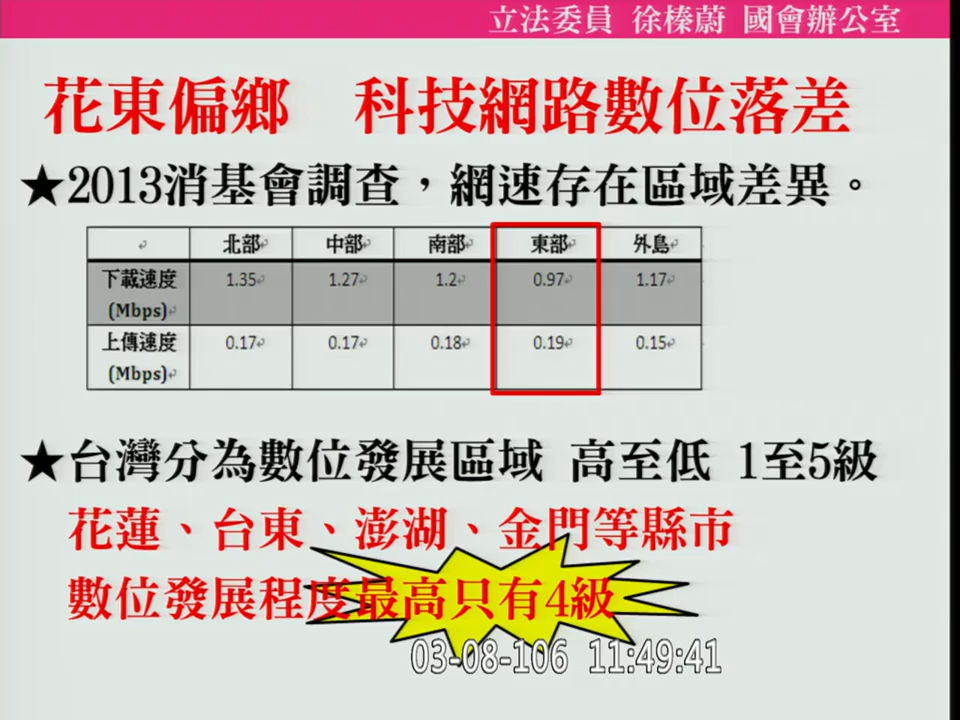 立法委員 徐榛蔚 國會辦公室
花東偏鄉 科技網路數位落差
★2013消基會調查，網速存在區域差異。
北部 中部 南部 東部 外島
下載速度 (Mbps) 1.35 1.27 1.2 0.97 1.17
上傳速度 (Mbps) 0.17 0.17 0.18 0.19 0.15
★台灣分為數位發展區域 高至低 1至5級
花蓮、台東、澎湖、金門等縣市
數位發展程度最高只有4級
03-08-106 11:49:41